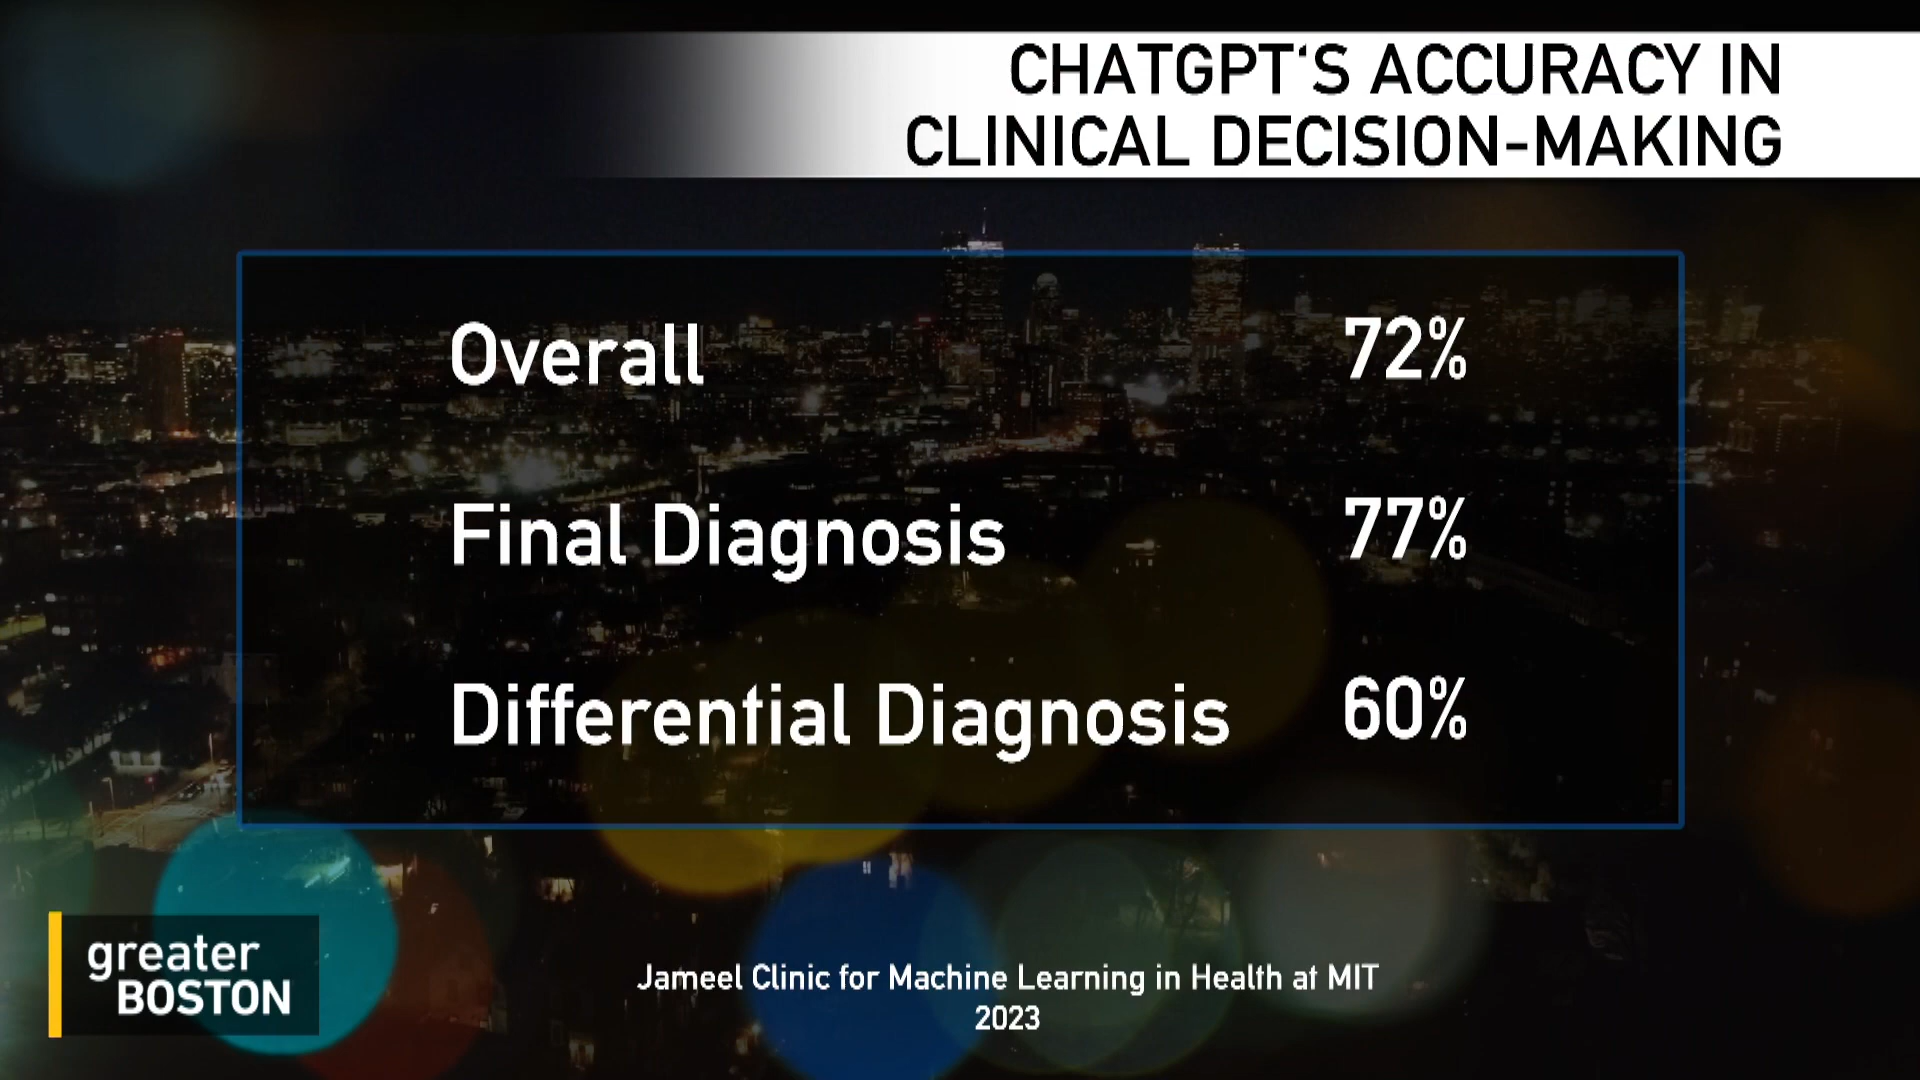 CHATGPT‘S ACCURACY IN
CLINICAL DECISION-MAKING
Overall 72%
Final Diagnosis 77%
Differential Diagnosis 60%
greater
BOSTON
Jameel Clinic for Machine Learning in Health at MIT
2023